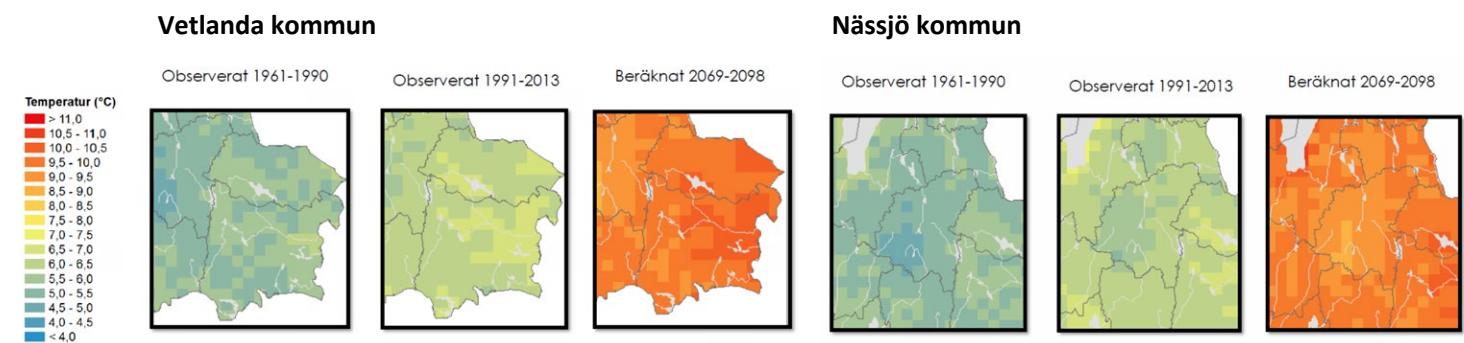 Vetlanda kommun
Nässjö kommun
Observerat 1961-1990
Observerat 1991-2013
Beräknat 2069-2098
Observerat 1961-1990
Observerat 1991-2013
Beräknat 2069-2098
Temperatur (°C)
> 11,0
10,5 - 11,0
10,0 - 10,5
9,5 - 10,0
9,0 - 9,5
8,5 - 9,0
8,0 - 8,5
7,5 - 8,0
7,0 - 7,5
6,5 - 7,0
6,0 - 6,5
5,5 - 6,0
5,0 - 5,5
4,5 - 5,0
4,0 - 4,5
< 4,0